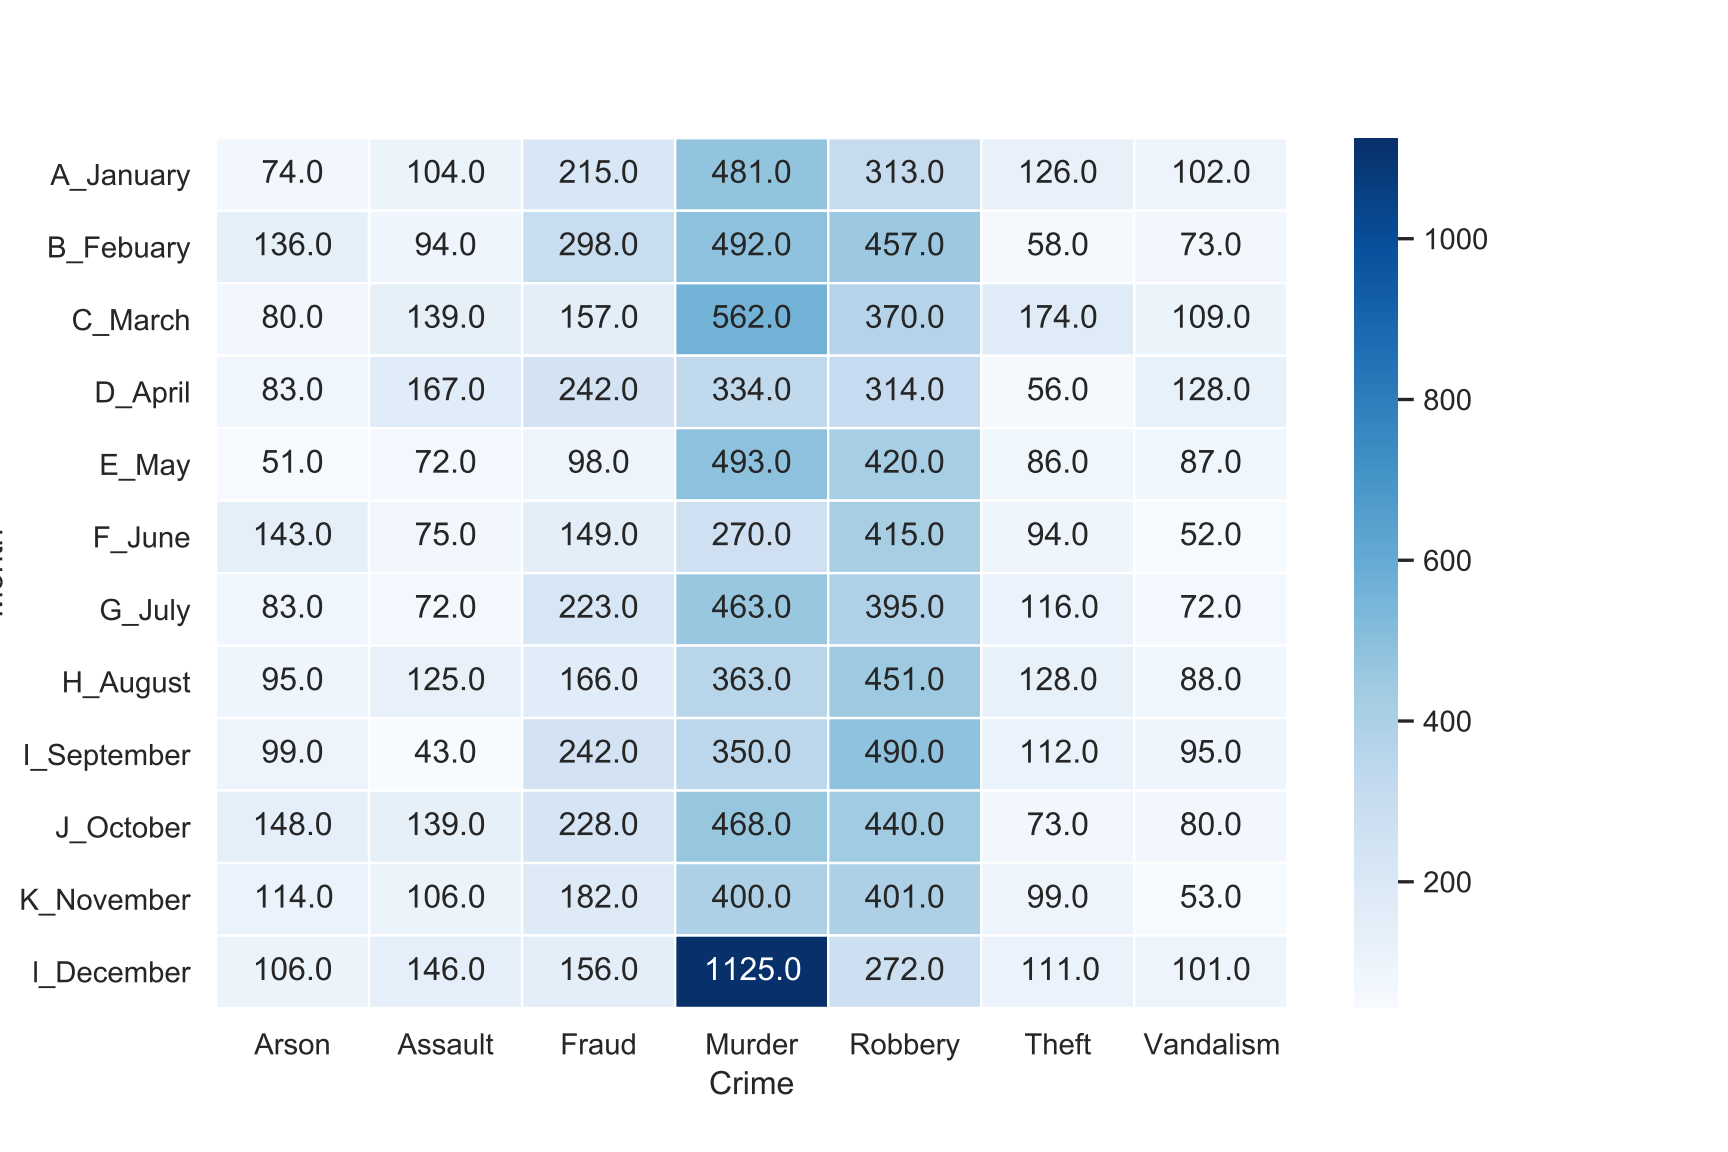 A_January 74.0 104.0 215.0 481.0 313.0 126.0 102.0
1000
B_Febuary 136.0 94.0 298.0 492.0 457.0 58.0 73.0
C_March 80.0 139.0 157.0 562.0 370.0 174.0 109.0
D_April 83.0 167.0 242.0 334.0 314.0 56.0 128.0
800
E_May 51.0 72.0 98.0 493.0 420.0 86.0 87.0
F_June 143.0 75.0 149.0 270.0 415.0 94.0 52.0
600
G_July 83.0 72.0 223.0 463.0 395.0 116.0 72.0
H_August 95.0 125.0 166.0 363.0 451.0 128.0 88.0
400
I_September 99.0 43.0 242.0 350.0 490.0 112.0 95.0
J_October 148.0 139.0 228.0 468.0 440.0 73.0 80.0
200
K_November 114.0 106.0 182.0 400.0 401.0 99.0 53.0
I_December 106.0 146.0 156.0 1125.0 272.0 111.0 101.0
Arson Assault Fraud Murder Robbery Theft Vandalism
Crime